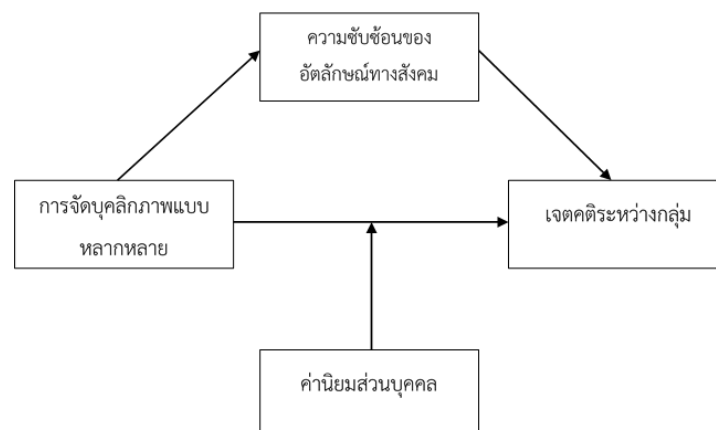 ความซับซ้อนของ
อัตลักษณ์ทางสังคม
การจัดบุคลิกภาพแบบ
หลากหลาย
เจตคติระหว่างกลุ่ม
ค่านิยมส่วนบุคคล